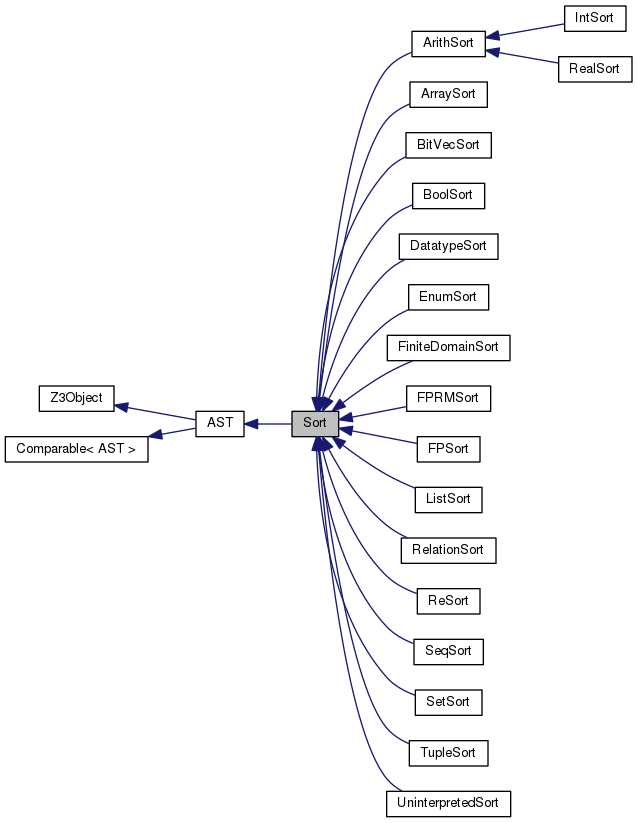 IntSort
ArithSort
RealSort
ArraySort
BitVecSort
BoolSort
DatatypeSort
EnumSort
FiniteDomainSort
Z3Object
FPRMSort
AST
Sort
Comparable< AST >
FPSort
ListSort
RelationSort
ReSort
SeqSort
SetSort
TupleSort
UninterpretedSort